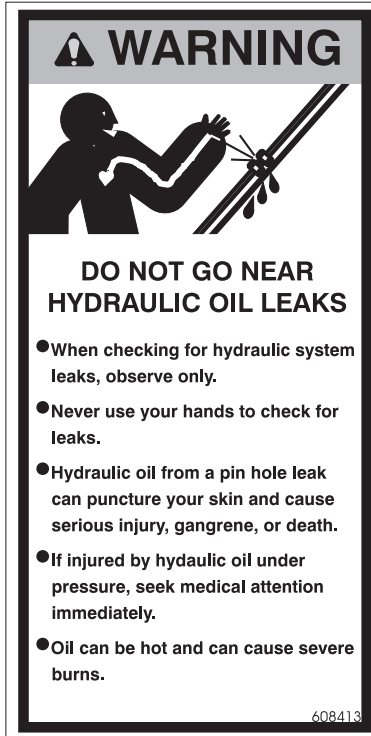 WARNING
DO NOT GO NEAR
HYDRAULIC OIL LEAKS
●When checking for hydraulic system
leaks, observe only.
●Never use your hands to check for
leaks.
●Hydraulic oil from a pin hole leak
can puncture your skin and cause
serious injury, gangrene, or death.
●If injured by hydaulic oil under
pressure, seek medical attention
immediately.
●Oil can be hot and can cause severe
burns.
608413